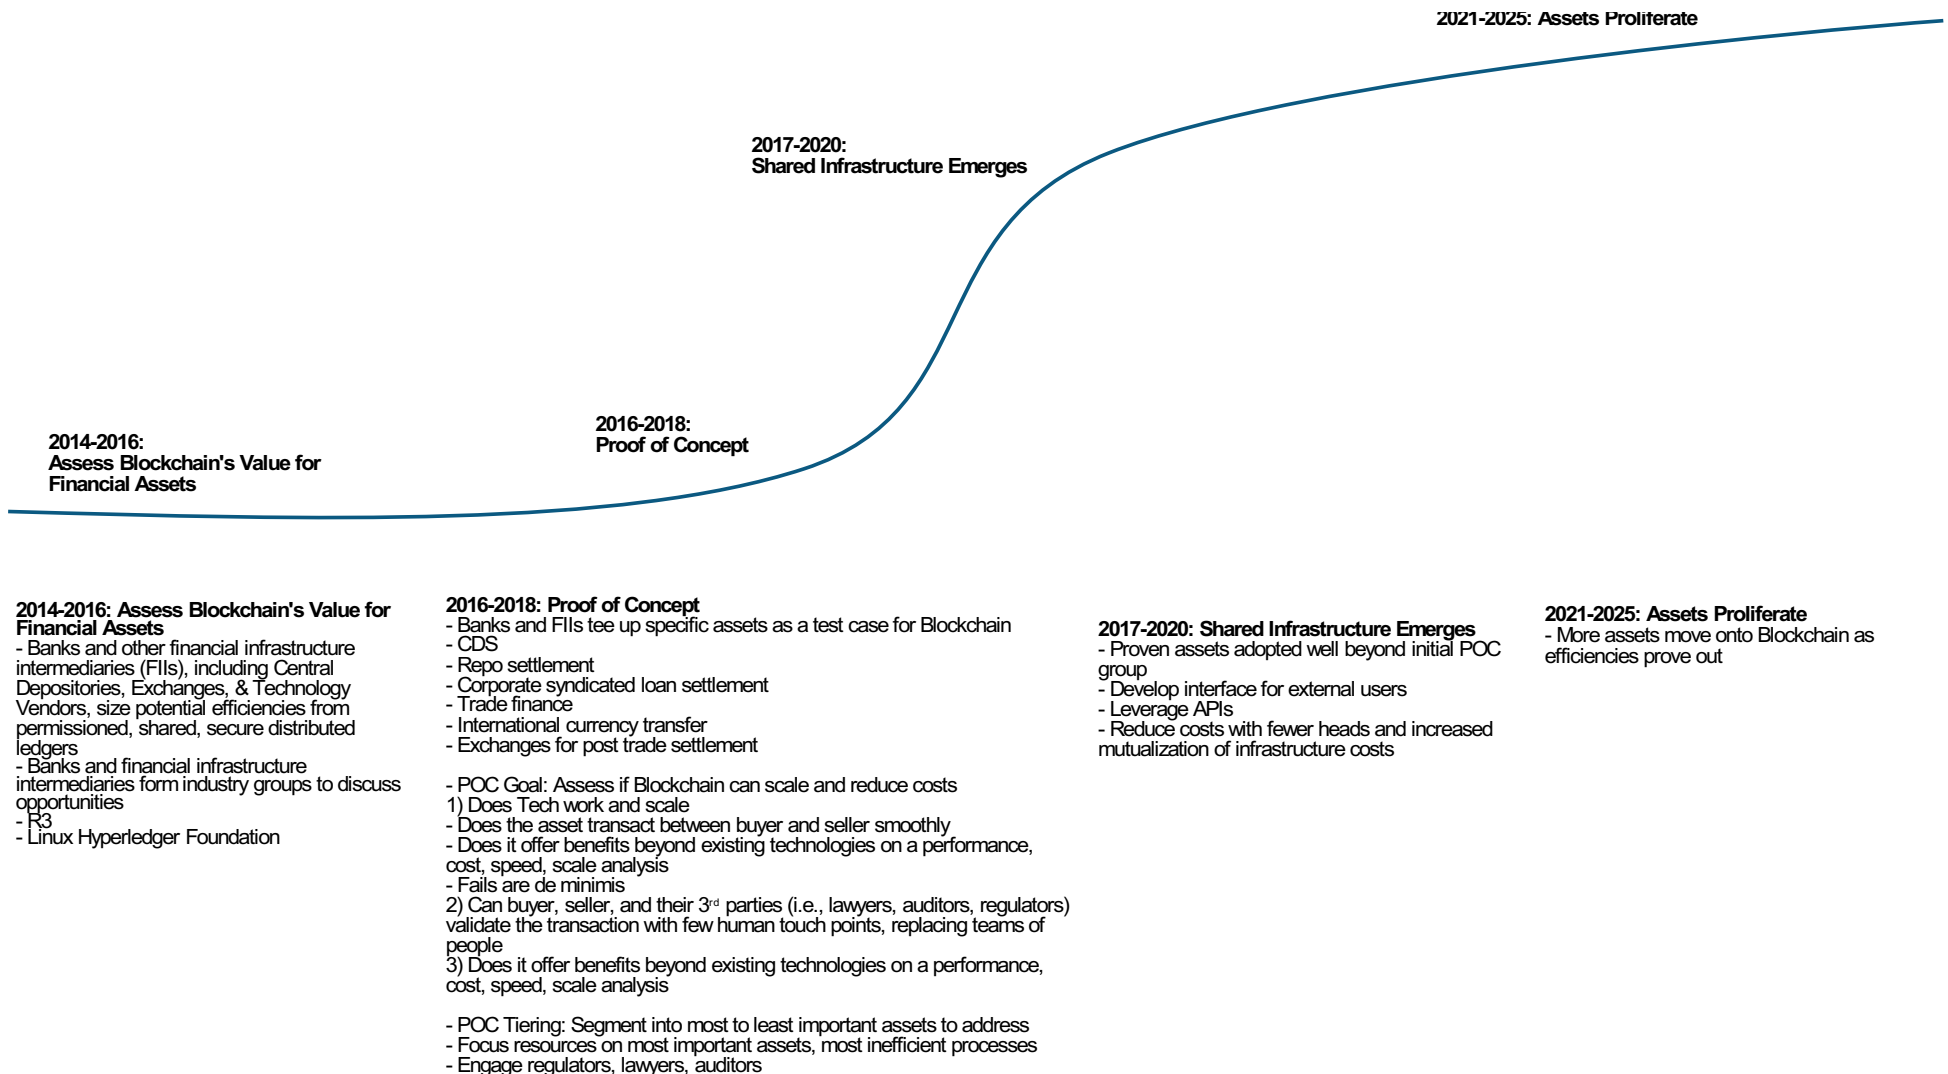 2021-2025: Assets Proliferate
2017-2020:
Shared Infrastructure Emerges
2016-2018:
Proof of Concept
2014-2016:
Assess Blockchain's Value for
Financial Assets
2014-2016: Assess Blockchain's Value for
Financial Assets
- Banks and other financial infrastructure
intermediaries (FIIs), including Central
Depositories, Exchanges, & Technology
Vendors, size potential efficiencies from
permissioned, shared, secure distributed
ledgers
- Banks and financial infrastructure
intermediaries form industry groups to discuss
opportunities
- R3
- Linux Hyperledger Foundation
2016-2018: Proof of Concept
- Banks and FIIs tee up specific assets as a test case for Blockchain
- CDS
- Repo settlement
- Corporate syndicated loan settlement
- Trade finance
- International currency transfer
- Exchanges for post trade settlement
- POC Goal: Assess if Blockchain can scale and reduce costs
1) Does Tech work and scale
- Does the asset transact between buyer and seller smoothly
- Does it offer benefits beyond existing technologies on a performance,
cost, speed, scale analysis
- Fails are de minimis
2) Can buyer, seller, and their 3rd parties (i.e., lawyers, auditors, regulators)
validate the transaction with few human touch points, replacing teams of
people
3) Does it offer benefits beyond existing technologies on a performance,
cost, speed, scale analysis
- POC Tiering: Segment into most to least important assets to address
- Focus resources on most important assets, most inefficient processes
- Engage regulators, lawyers, auditors
2017-2020: Shared Infrastructure Emerges
- Proven assets adopted well beyond initial POC
group
- Develop interface for external users
- Leverage APIs
- Reduce costs with fewer heads and increased
mutualization of infrastructure costs
2021-2025: Assets Proliferate
- More assets move onto Blockchain as
efficiencies prove out